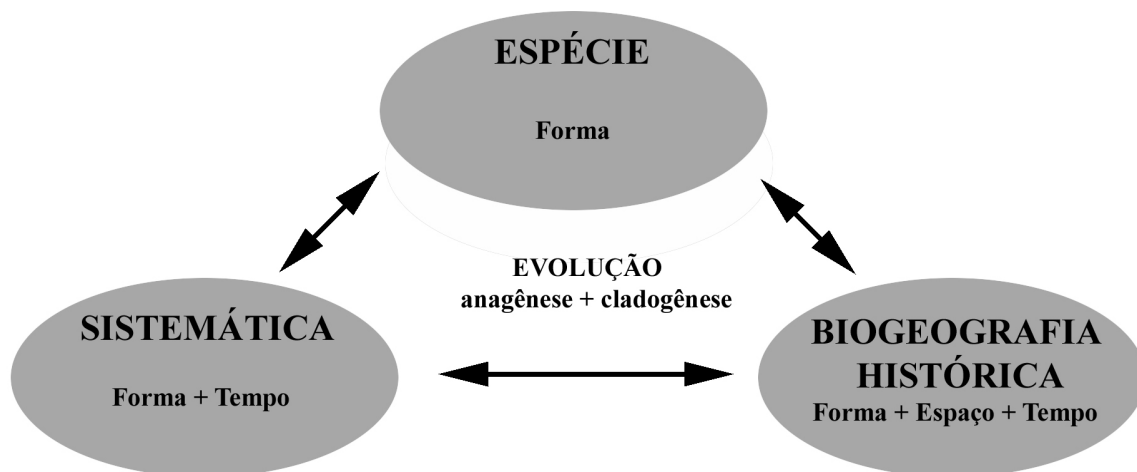 ESPÉCIE
Forma
EVOLUÇÃO
anagênese + cladogênese
SISTEMÁTICA
Forma + Tempo
BIOGEOGRAFIA
HISTÓRICA
Forma + Espaço + Tempo